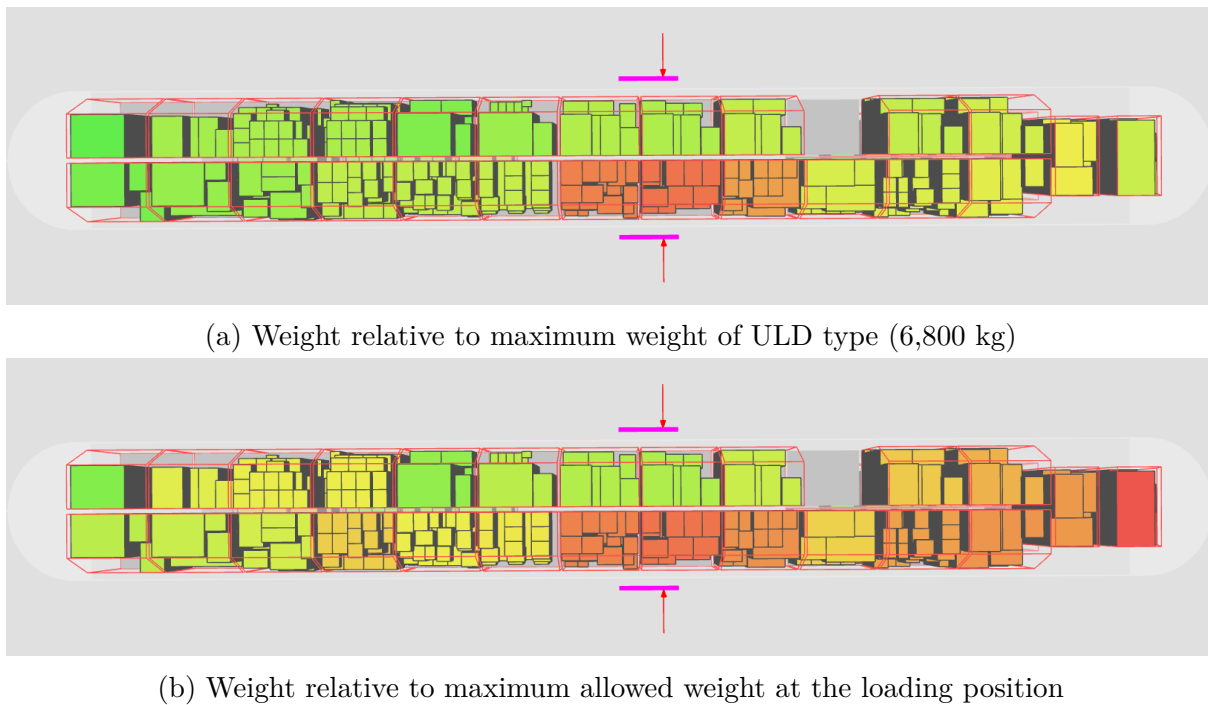 (a) Weight relative to maximum weight of ULD type (6,800 kg)
(b) Weight relative to maximum allowed weight at the loading position